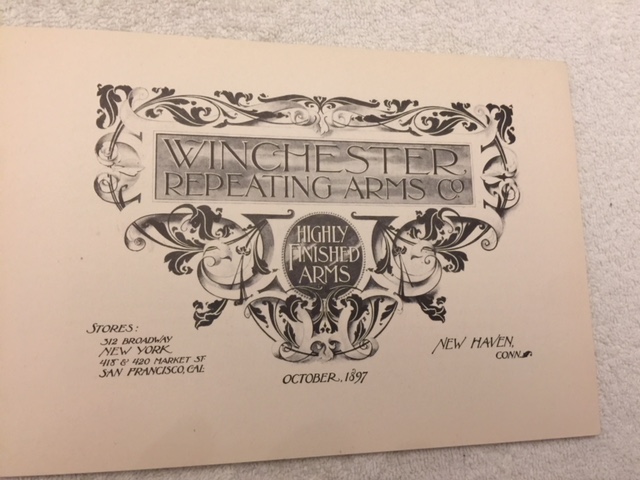 WINCHESTER
REPEATING ARMS CO
HIGHLY
FINISHED
ARMS
STORES:
312 BROADWAY
NEW YORK
418 & 420 MARKET ST
SAN FRANCISCO, CAL
NEW HAVEN,
CONN.
OCTOBER, 1897